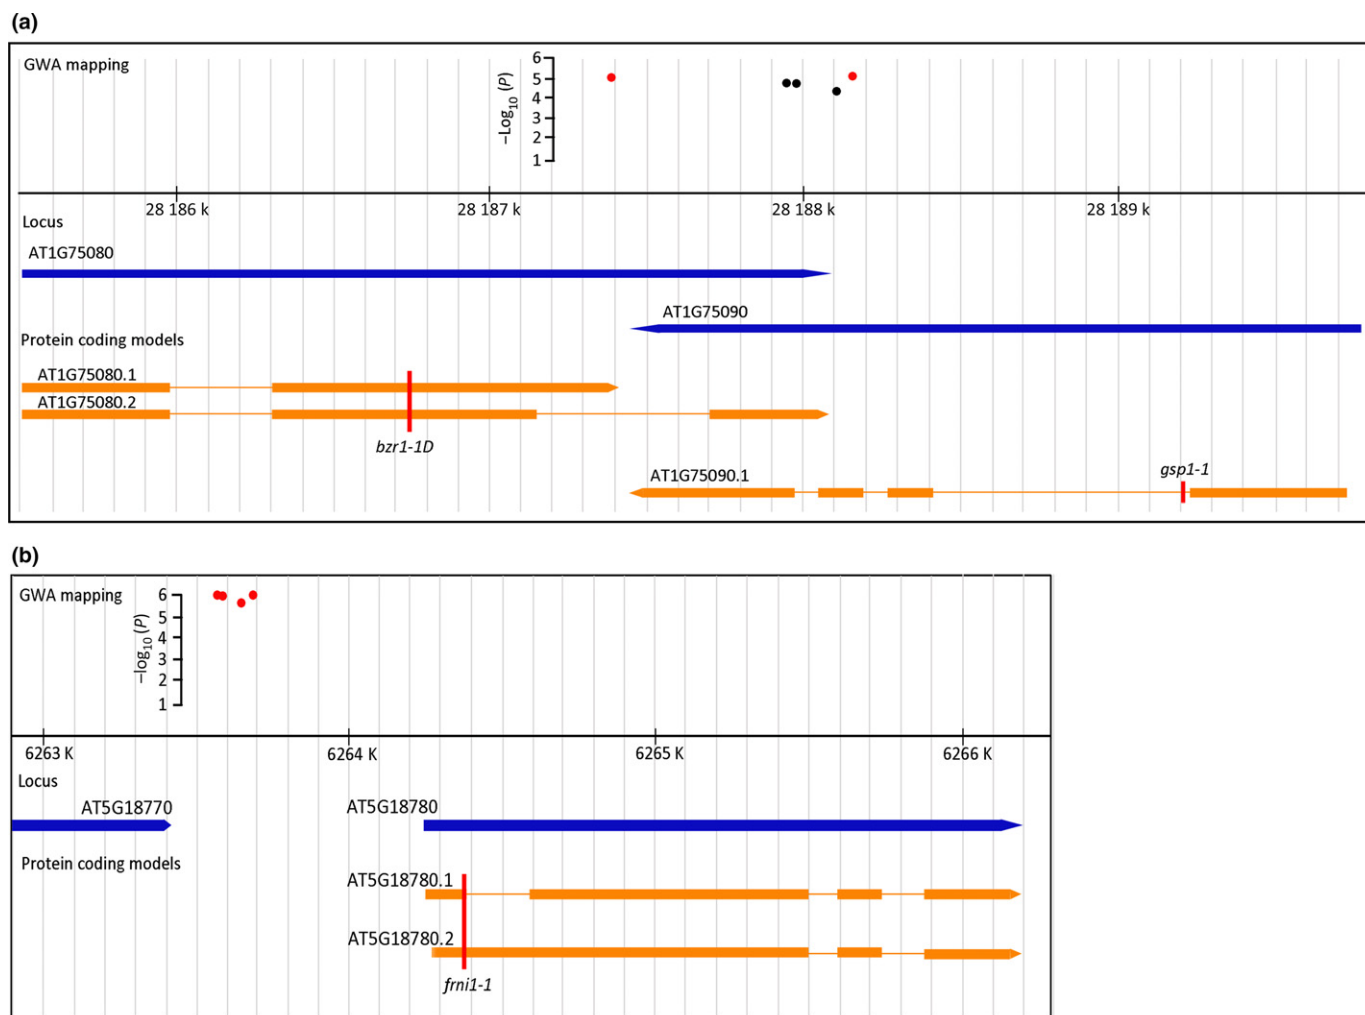 (a)
GWA mapping
−Log10 (P)
6
5
4
3
2
1
28 186 k
28 187 k
28 188 k
28 189 k
Locus
AT1G75080
AT1G75090
Protein coding models
AT1G75080.1
AT1G75080.2
bzr1-1D
AT1G75090.1
gsp1-1
(b)
GWA mapping
−log10 (P)
6
5
4
3
2
1
6263 K
6264 K
6265 K
6266 K
Locus
AT5G18770
AT5G18780
Protein coding models
AT5G18780.1
AT5G18780.2
frni1-1